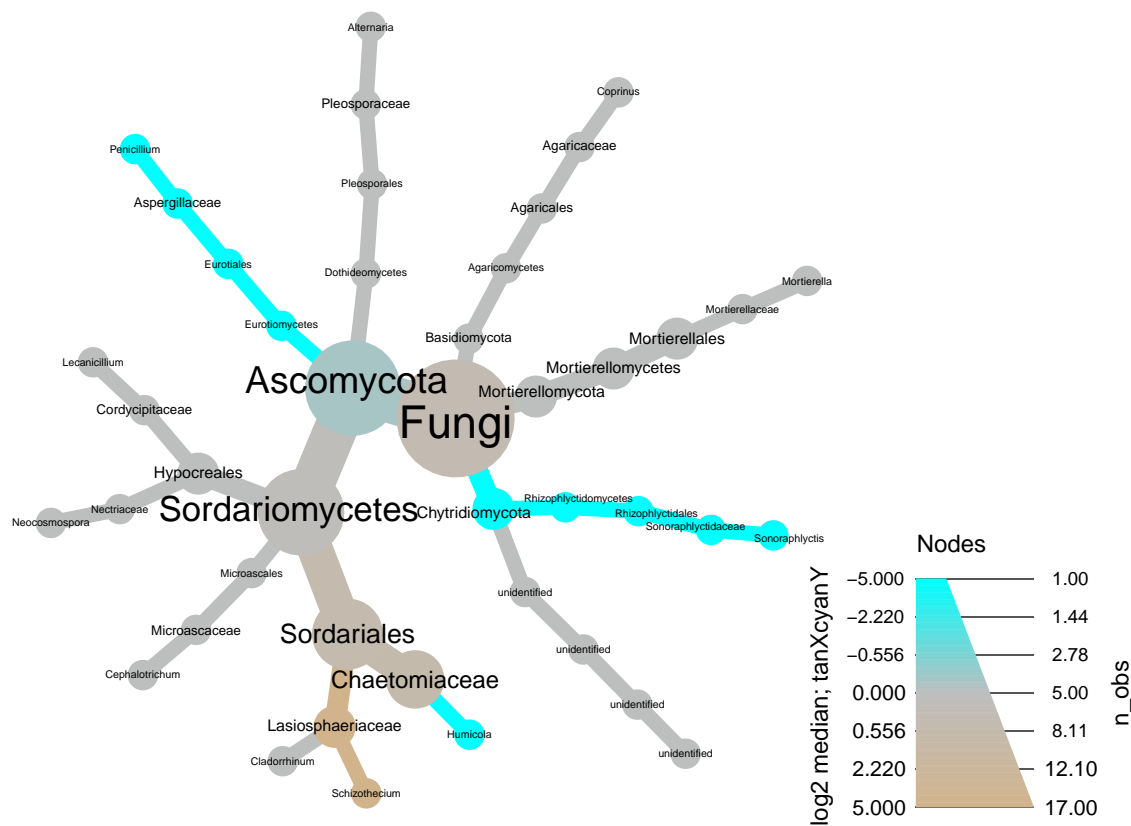 Alternaria
Pleosporaceae
Coprinus
Penicillium
Agaricaceae
Pleosporales
Aspergillaceae
Agaricales
Eurotiales
Dothideomycetes
Agaricomycetes
Mortierella
Mortierellaceae
Eurotiomycetes
Basidiomycota
Mortierellales
Lecanicillium
Mortierellomycetes
Ascomycota
Mortierellomycota
Cordycipitaceae
Fungi
Hypocreales
Rhizophlyctidomycetes
Nectriaceae
Sordariomycetes
Chytridiomycota
Rhizophlyctidales
Neocosmospora
Sonoraphlyctidaceae
Sonoraphlyctis
Microascales
unidentified
Microascaceae
Sordariales
unidentified
Cephalotrichum
Chaetomiaceae
unidentified
Lasiosphaeriaceae
Humicola
unidentified
Cladorrhinum
Schizothecium
Nodes
−5.000 1.00
−2.220 1.44
−0.556 2.78
0.000 5.00
0.556 8.11
2.220 12.10
5.000 17.00
log2 median; tanXcyanY
n_obs